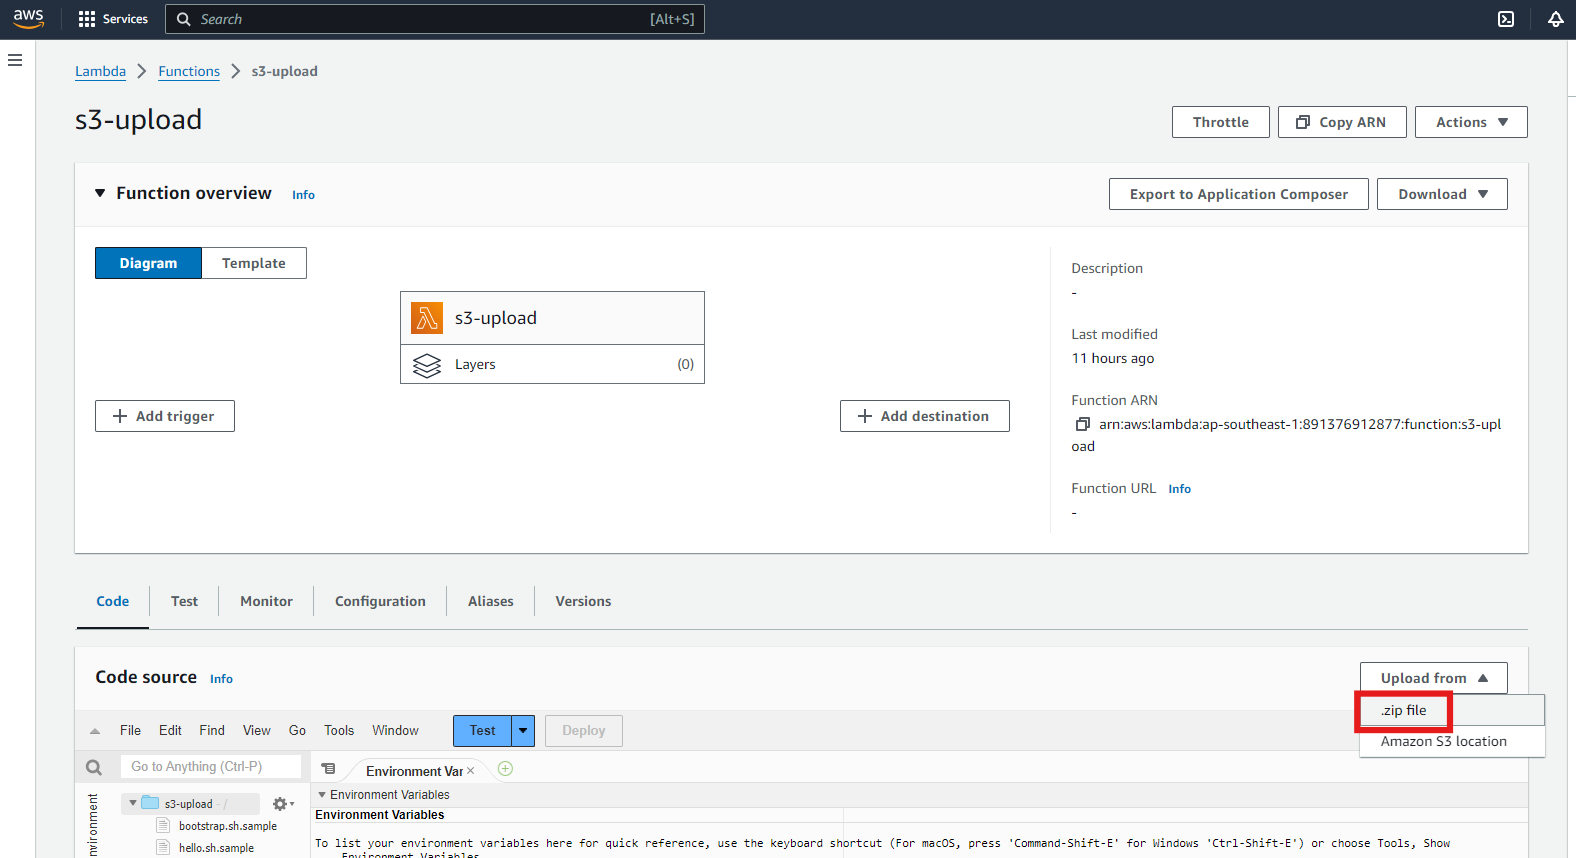 aws
Services
Search
[Alt+S]
Lambda
Functions
s3-upload
s3-upload
Throttle
Copy ARN
Actions
Function overview
Info
Export to Application Composer
Download
Diagram
Template
s3-upload
Layers
(0)
Add trigger
Add destination
Description
-
Last modified
11 hours ago
Function ARN
arn:aws:lambda:ap-southeast-1:891376912877:function:s3-upl
oad
Function URL
Info
-
Code
Test
Monitor
Configuration
Aliases
Versions
Code source
Info
Upload from
.zip file
Amazon S3 location
File
Edit
Find
View
Go
Tools
Window
Test
Deploy
Go to Anything (Ctrl-P)
Environment Var
s3-upload - /
Environment Variables
bootstrap.sh.sample
Environment Variables
hello.sh.sample
To list your environment variables here for quick reference, use the keyboard shortcut (For macOS, press 'Command-Shift-E' for Windows 'Ctrl-Shift-E') or choose Tools, Show
Environment Variables